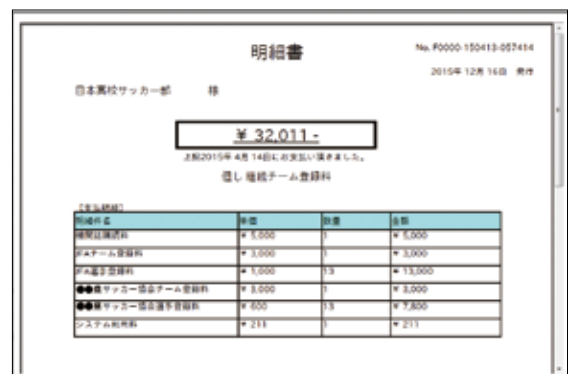 明細書
No. F0000-150413-057414
2015年 12月 16日 発行
日本高校サッカー部 様
¥ 32,011 -
上記2015年 4月 14日にお支払い頂きました。
但し 継続チーム登録料
[支払明細]
明細件名 単価 数量 金額
機関誌購読料 ¥ 5,000 1 ¥ 5,000
JFAチーム登録料 ¥ 3,000 1 ¥ 3,000
JFA選手登録料 ¥ 1,000 13 ¥ 13,000
●●県サッカー協会チーム登録料 ¥ 3,000 1 ¥ 3,000
●●県サッカー協会選手登録料 ¥ 600 13 ¥ 7,800
システム利用料 ¥ 211 1 ¥ 211